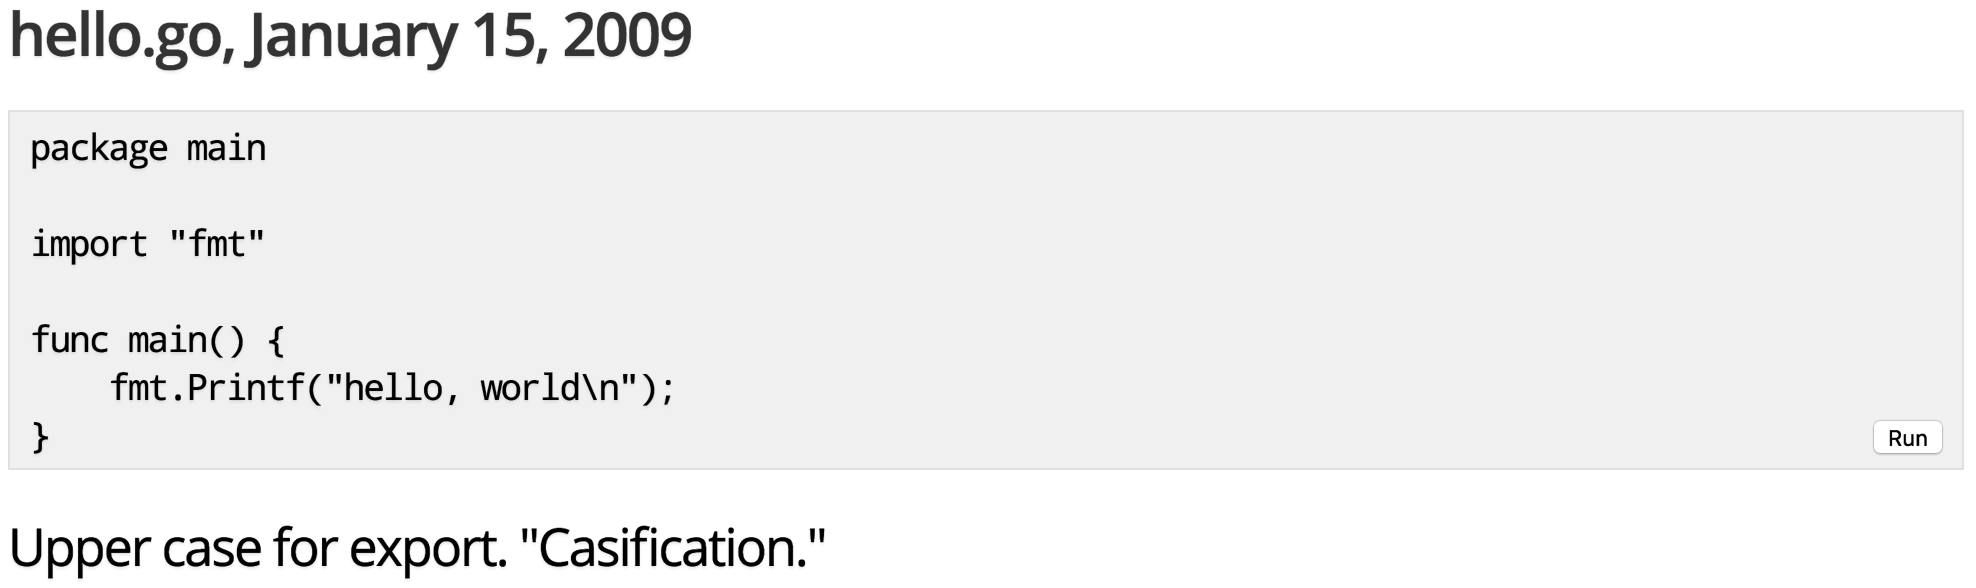 hello.go, January 15, 2009
package main
import "fmt"
func main() {
    fmt.Printf("hello, world\n");
}
Run
Upper case for export. "Casification."